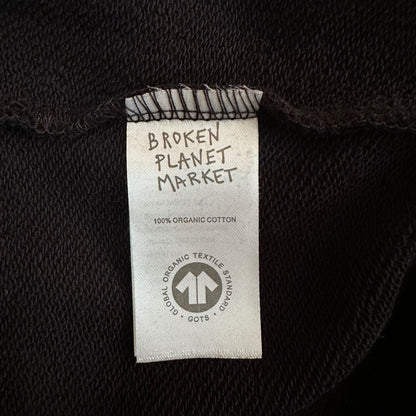 BROKEN
PLANET
MARKET
100% ORGANIC COTTON
GLOBAL ORGANIC TEXTILE STANDARD
• GOTS •